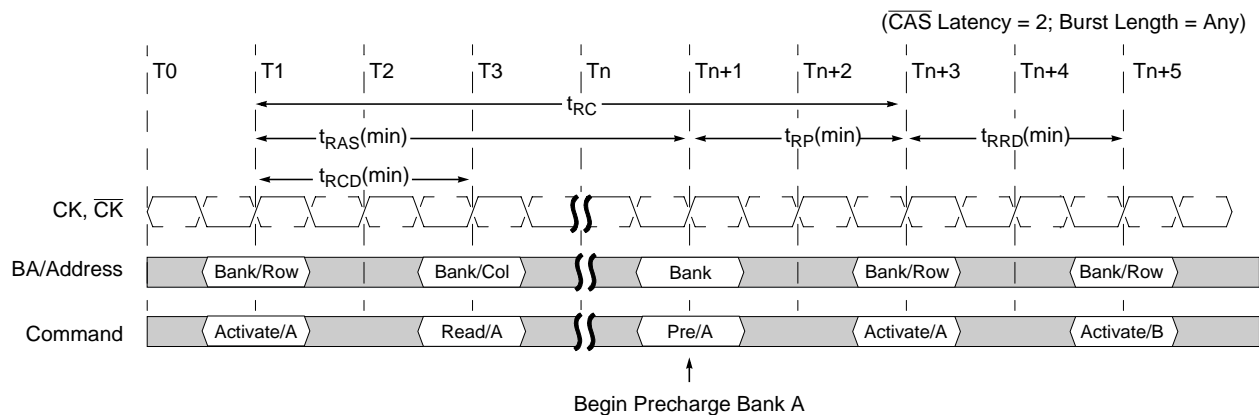 (CAS Latency = 2; Burst Length = Any)
T0 T1 T2 T3 Tn Tn+1 Tn+2 Tn+3 Tn+4 Tn+5
tRC
tRAS(min) tRP(min) tRRD(min)
tRCD(min)
CK, CK
BA/Address Bank/Row Bank/Col Bank Bank/Row Bank/Row
Command Activate/A Read/A Pre/A Activate/A Activate/B
Begin Precharge Bank A